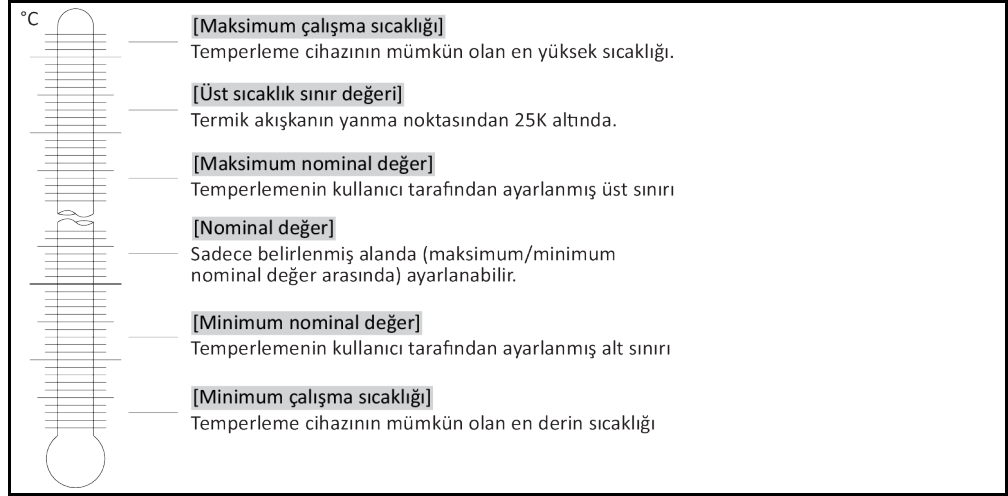 °C
[Maksimum çalışma sıcaklığı]
Temperleme cihazının mümkün olan en yüksek sıcaklığı.
[Üst sıcaklık sınır değeri]
Termik akışkanın yanma noktasından 25K altında.
[Maksimum nominal değer]
Temperlemenin kullanıcı tarafından ayarlanmış üst sınırı
[Nominal değer]
Sadece belirlenmiş alanda (maksimum/minimum
nominal değer arasında) ayarlanabilir.
[Minimum nominal değer]
Temperlemenin kullanıcı tarafından ayarlanmış alt sınırı
[Minimum çalışma sıcaklığı]
Temperleme cihazının mümkün olan en derin sıcaklığı